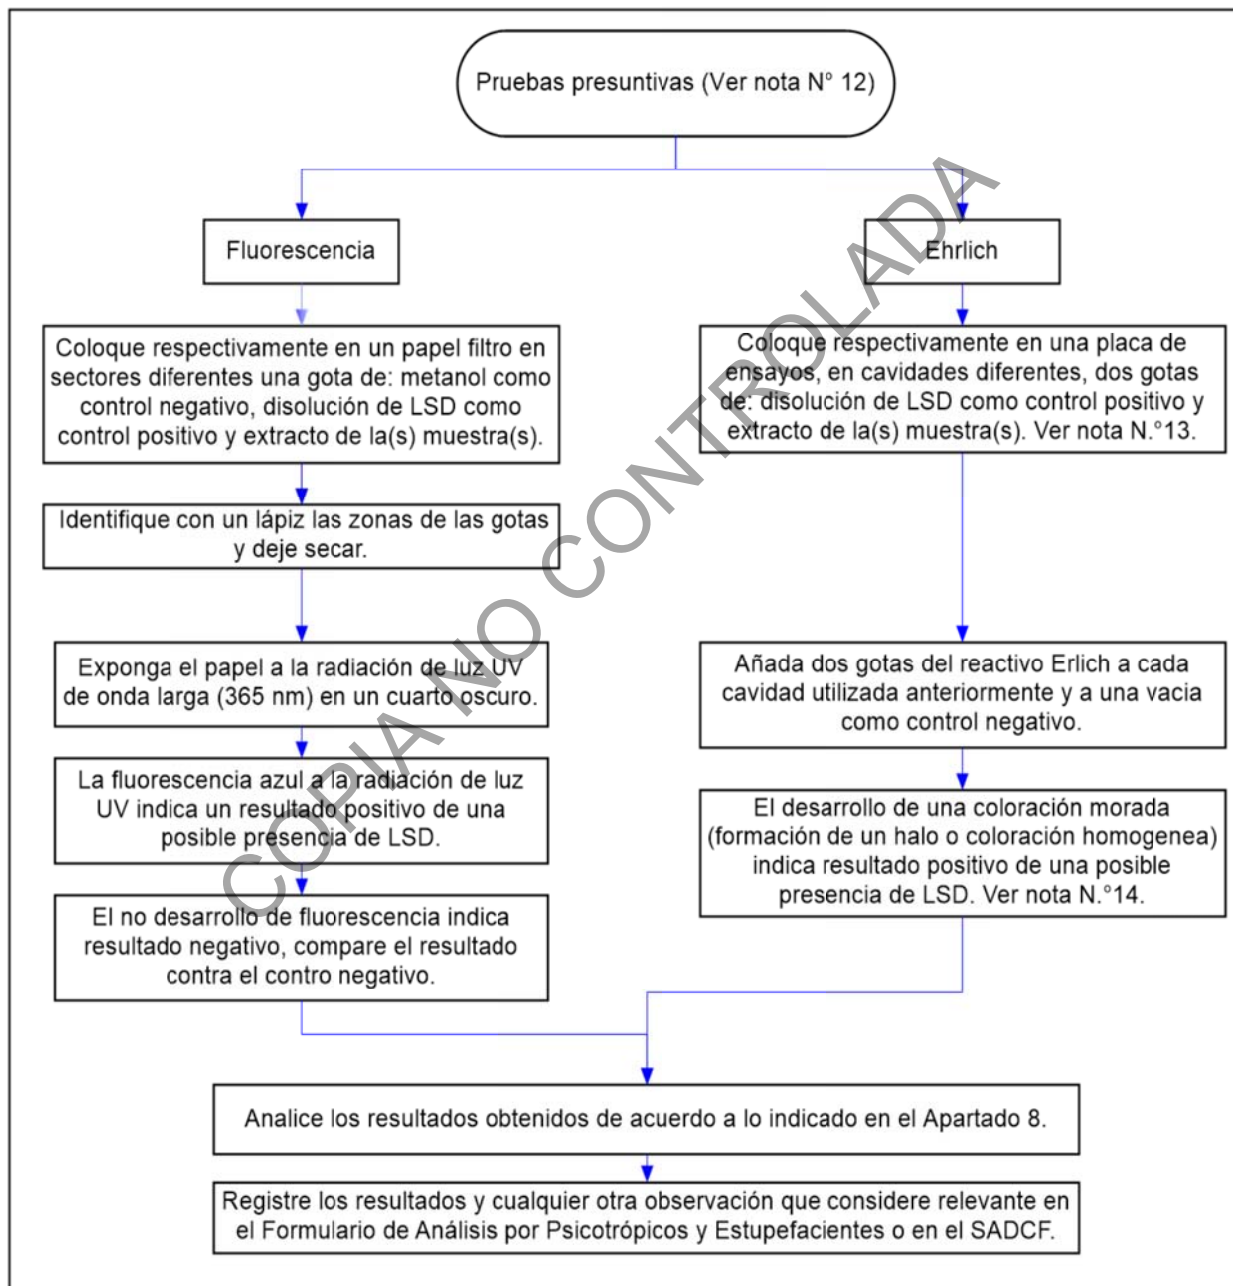 Pruebas presuntivas (Ver nota N° 12)
Fluorescencia
Coloque respectivamente en un papel filtro en
sectores diferentes una gota de: metanol como
control negativo, disolución de LSD como
control positivo y extracto de la(s) muestra(s).
Identifique con un lápiz las zonas de las gotas
y deje secar.
Exponga el papel a la radiación de luz UV
de onda larga (365 nm) en un cuarto oscuro.
La fluorescencia azul a la radiación de luz
UV indica un resultado positivo de una
posible presencia de LSD.
El no desarrollo de fluorescencia indica
resultado negativo, compare el resultado
contra el contro negativo.
Ehrlich
Coloque respectivamente en una placa de
ensayos, en cavidades diferentes, dos gotas
de: disolución de LSD como control positivo y
extracto de la(s) muestra(s). Ver nota N.°13.
Añada dos gotas del reactivo Erlich a cada
cavidad utilizada anteriormente y a una vacia
como control negativo.
El desarrollo de una coloración morada
(formación de un halo o coloración homogenea)
indica resultado positivo de una posible
presencia de LSD. Ver nota N.°14.
Analice los resultados obtenidos de acuerdo a lo indicado en el Apartado 8.
Registre los resultados y cualquier otra observación que considere relevante en
el Formulario de Análisis por Psicotrópicos y Estupefacientes o en el SADCF.
COPIA NO CONTROLADA